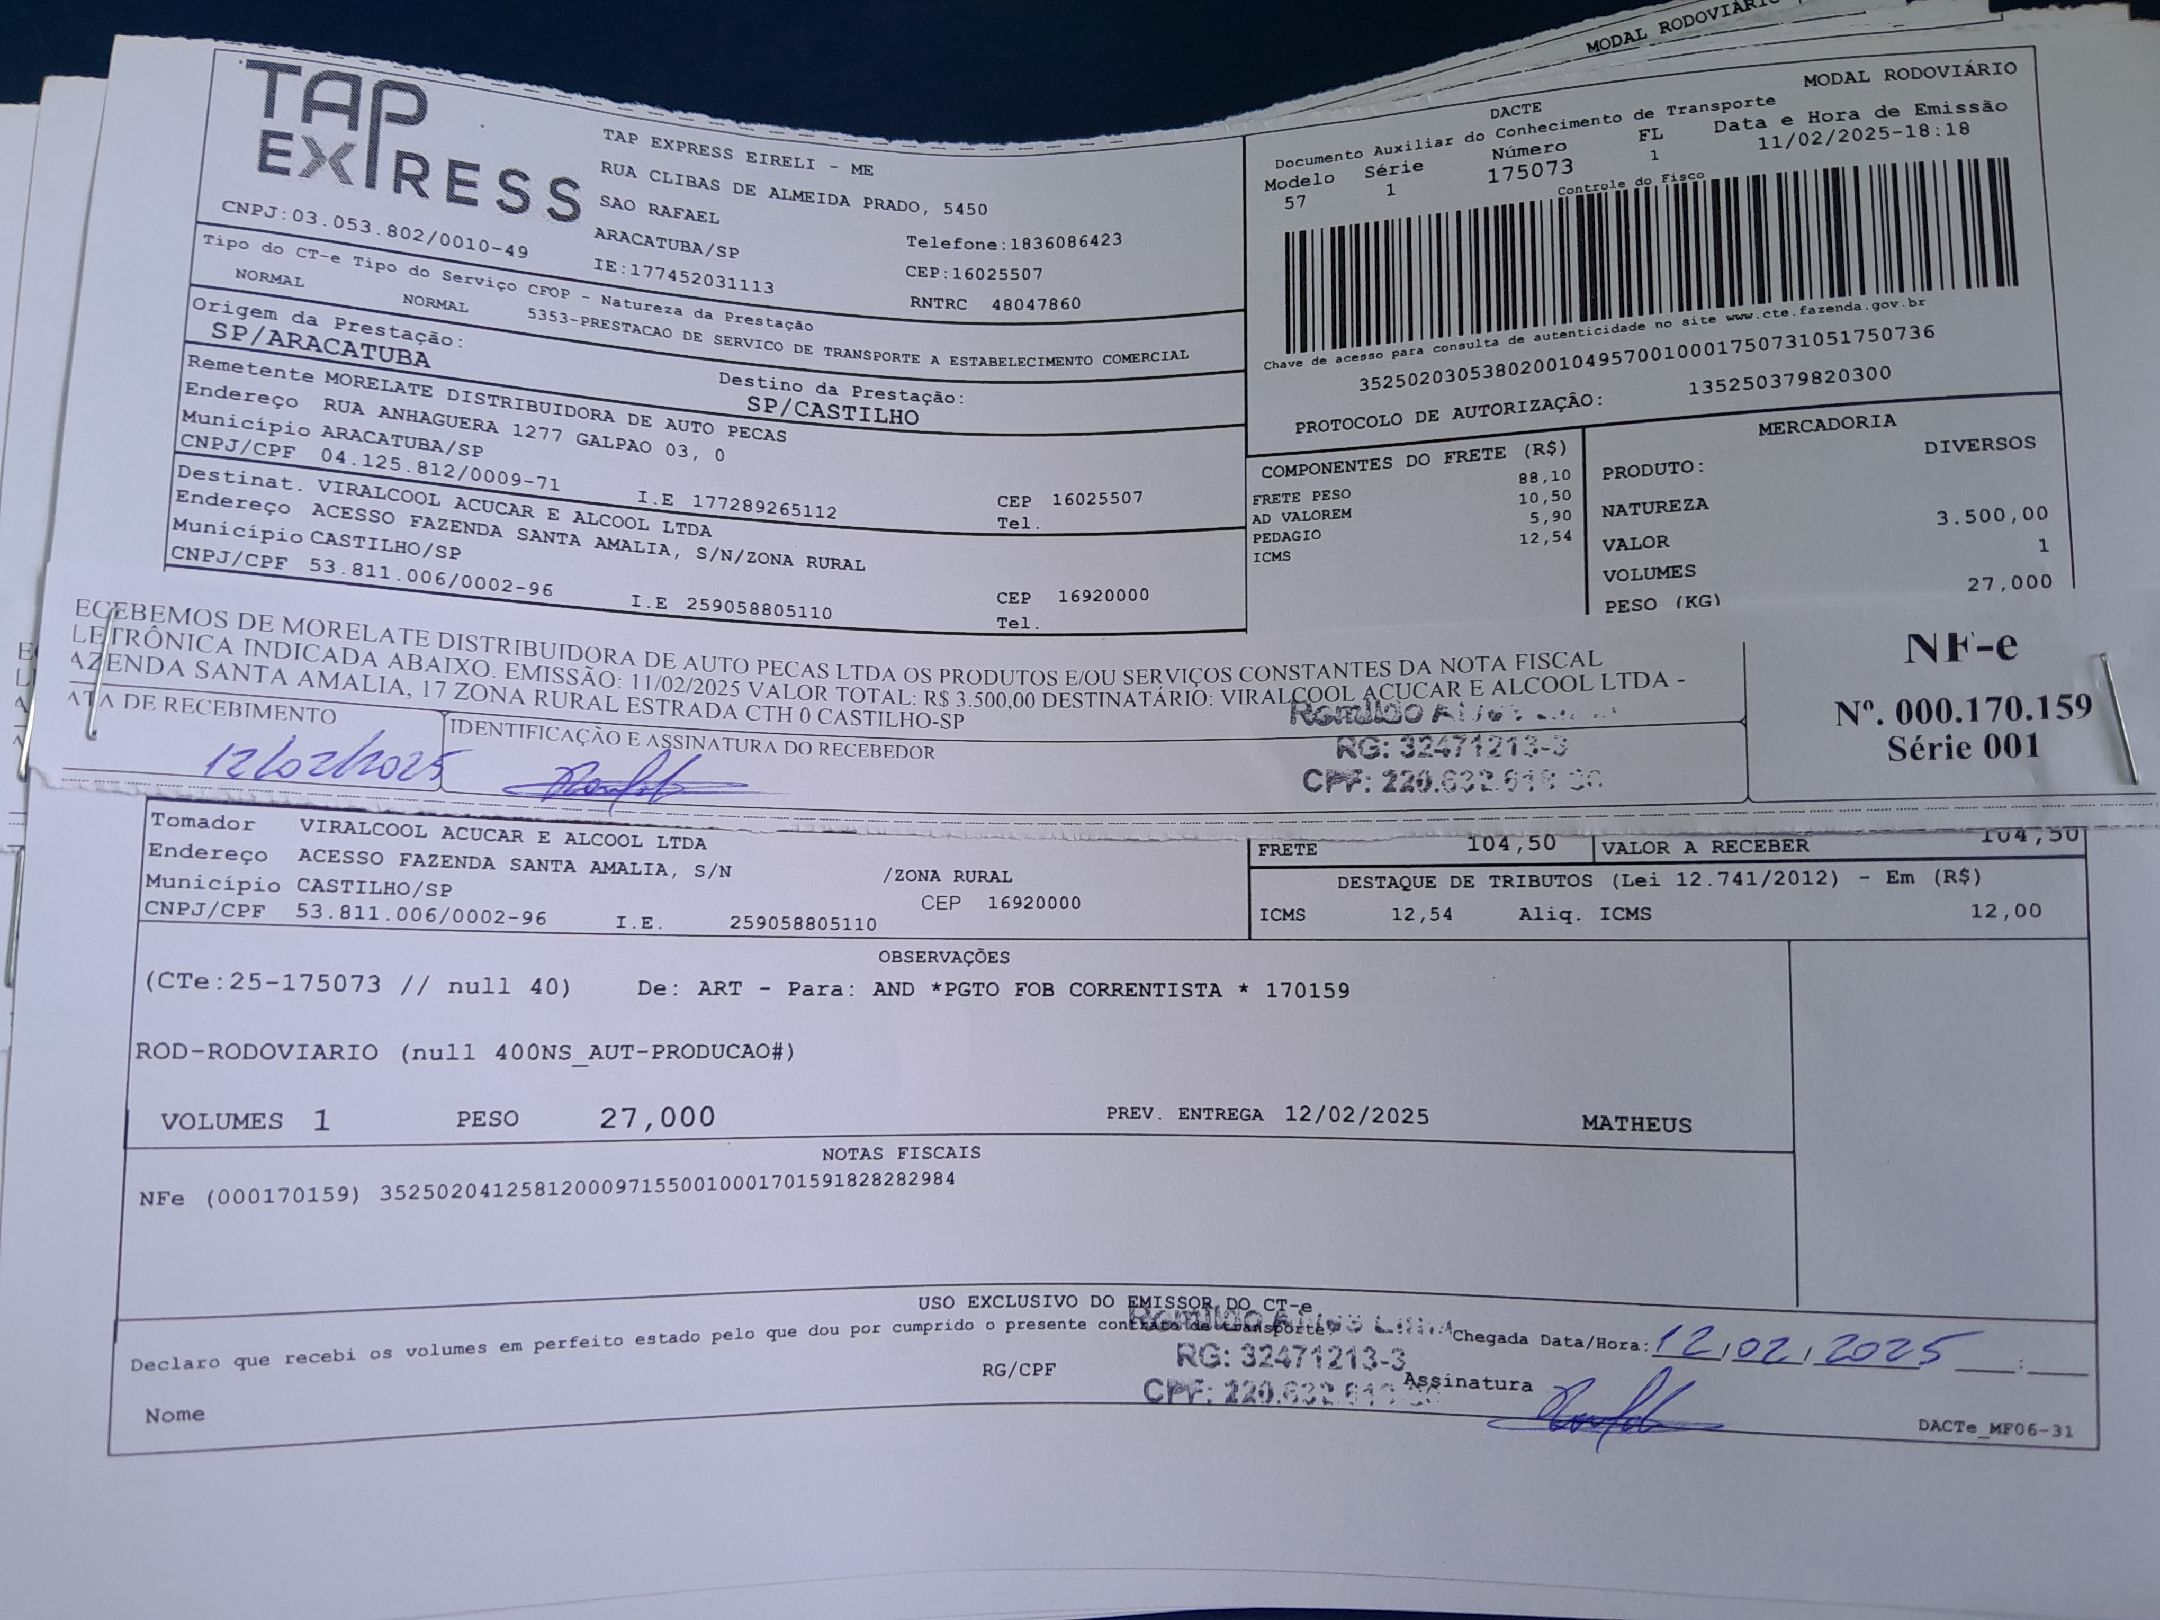 MODAL RODOVIÁRIO
TAP
EXPRESS
TAP EXPRESS EIRELI - ME
RUA CLIBAS DE ALMEIDA PRADO, 5450
SAO RAFAEL
ARACATUBA/SP Telefone:1836086423
CNPJ:03.053.802/0010-49 IE:177452031113 CEP:16025507
RNTRC 48047860
Tipo do CT-e Tipo do Serviço CFOP - Natureza da Prestação
NORMAL NORMAL 5353-PRESTACAO DE SERVICO DE TRANSPORTE A ESTABELECIMENTO COMERCIAL
Origem da Prestação: Destino da Prestação:
SP/ARACATUBA SP/CASTILHO
Remetente MORELATE DISTRIBUIDORA DE AUTO PECAS
Endereço RUA ANHAGUERA 1277 GALPAO 03, 0
Município ARACATUBA/SP CEP 16025507
CNPJ/CPF 04.125.812/0009-71 I.E 177289265112 Tel.
Destinat. VIRALCOOL ACUCAR E ALCOOL LTDA
Endereço ACESSO FAZENDA SANTA AMALIA, S/N/ZONA RURAL
Município CASTILHO/SP CEP 16920000
CNPJ/CPF 53.811.006/0002-96 I.E 259058805110 Tel.
DACTE MODAL RODOVIÁRIO
Documento Auxiliar do Conhecimento de Transporte
Modelo Série Número FL Data e Hora de Emissão
57 1 175073 1 11/02/2025-18:18
Controle do Fisco
Chave de acesso para consulta de autenticidade no site www.cte.fazenda.gov.br
35250203053802001049570010001750731051750736
PROTOCOLO DE AUTORIZAÇÃO: 135250379820300
COMPONENTES DO FRETE (R$)
FRETE PESO 88,10
AD VALOREM 10,50
PEDAGIO 5,90
ICMS 12,54
MERCADORIA
PRODUTO: DIVERSOS
NATUREZA
VALOR 3.500,00
VOLUMES 1
PESO (KG) 27,000
ECEBEMOS DE MORELATE DISTRIBUIDORA DE AUTO PECAS LTDA OS PRODUTOS E/OU SERVIÇOS CONSTANTES DA NOTA FISCAL
LETRÔNICA INDICADA ABAIXO. EMISSÃO: 11/02/2025 VALOR TOTAL: R$ 3.500,00 DESTINATÁRIO: VIRALCOOL ACUCAR E ALCOOL LTDA -
AZENDA SANTA AMALIA, 17 ZONA RURAL ESTRADA CTH 0 CASTILHO-SP
ATA DE RECEBIMENTO
12/02/2025
IDENTIFICAÇÃO E ASSINATURA DO RECEBEDOR
Romildo Alves
RG: 32471213-3
CPF:
NF-e
Nº. 000.170.159
Série 001
Tomador VIRALCOOL ACUCAR E ALCOOL LTDA
Endereço ACESSO FAZENDA SANTA AMALIA, S/N /ZONA RURAL
Município CASTILHO/SP CEP 16920000
CNPJ/CPF 53.811.006/0002-96 I.E. 259058805110
FRETE 104,50 VALOR A RECEBER 104,50
DESTAQUE DE TRIBUTOS (Lei 12.741/2012) - Em (R$)
ICMS 12,54 Aliq. ICMS 12,00
OBSERVAÇÕES
(CTe:25-175073 // null 40) De: ART - Para: AND *PGTO FOB CORRENTISTA * 170159
ROD-RODOVIARIO (null 400NS_AUT-PRODUCAO#)
VOLUMES 1 PESO 27,000 PREV. ENTREGA 12/02/2025 MATHEUS
NOTAS FISCAIS
NFe (000170159) 35250204125812000971550010001701591828282984
USO EXCLUSIVO DO EMISSOR DO CT-e
Declaro que recebi os volumes em perfeito estado pelo que dou por cumprido o presente contrato de transporte.
Romildo Alves Lima
RG: 32471213-3
CPF:
Chegada Data/Hora: 12/02/2025 __:__
Nome RG/CPF Assinatura
DACTe_MF06-31